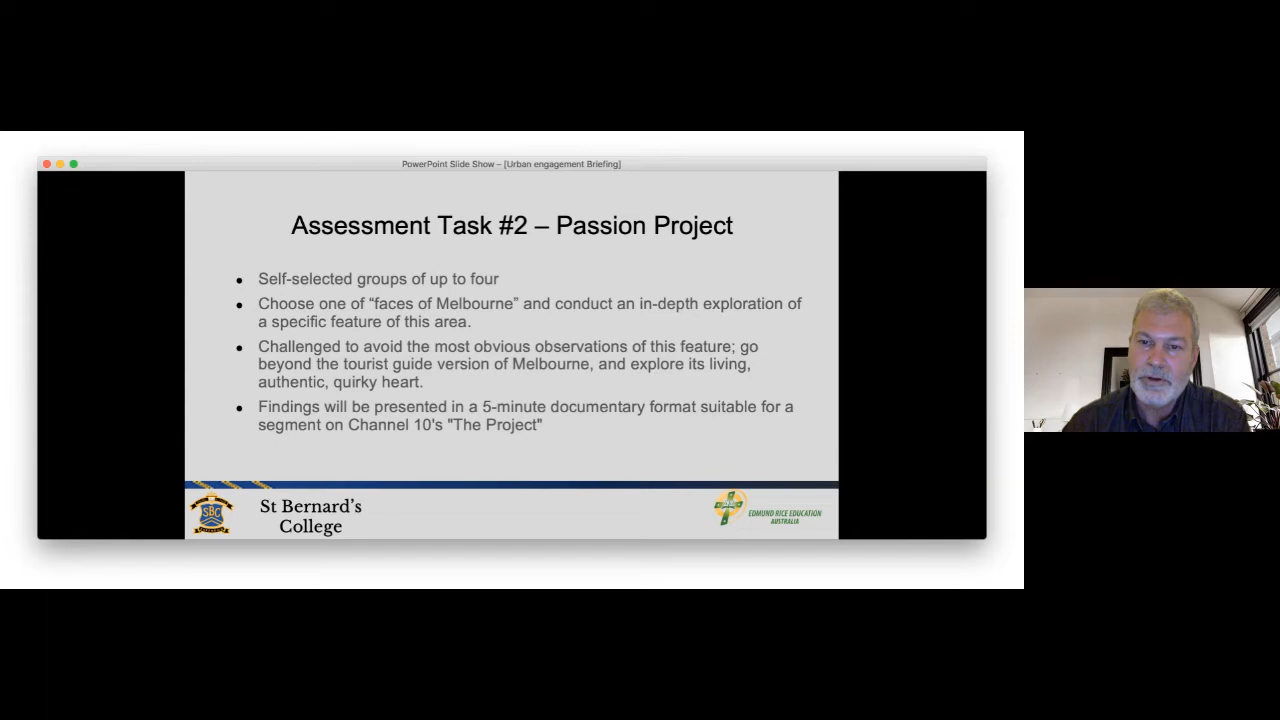 PowerPoint Slide Show – [Urban engagement Briefing]
Assessment Task #2 – Passion Project
• Self-selected groups of up to four
• Choose one of “faces of Melbourne” and conduct an in-depth exploration of
a specific feature of this area.
• Challenged to avoid the most obvious observations of this feature; go
beyond the tourist guide version of Melbourne, and explore its living,
authentic, quirky heart.
• Findings will be presented in a 5-minute documentary format suitable for a
segment on Channel 10's "The Project"
SBC
St Bernard’s
College
EDMUND RICE EDUCATION
AUSTRALIA